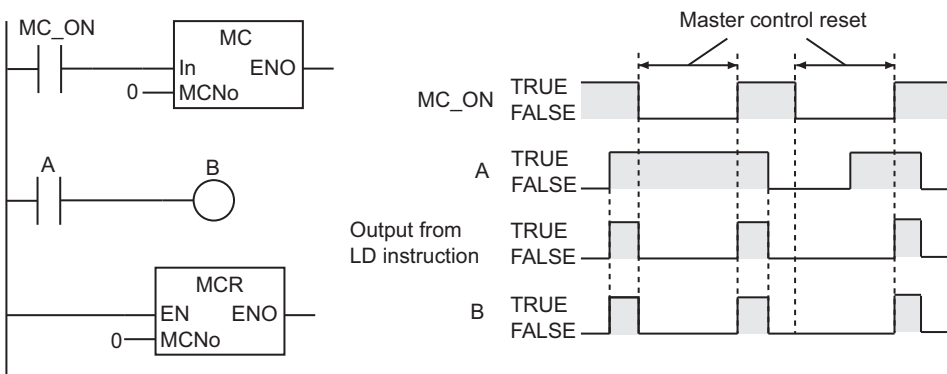 MC_ON
MC
In ENO
0 MCNo
A B
MCR
EN ENO
0 MCNo
Master control reset
MC_ON TRUE
FALSE
A TRUE
FALSE
Output from
LD instruction
TRUE
FALSE
B TRUE
FALSE